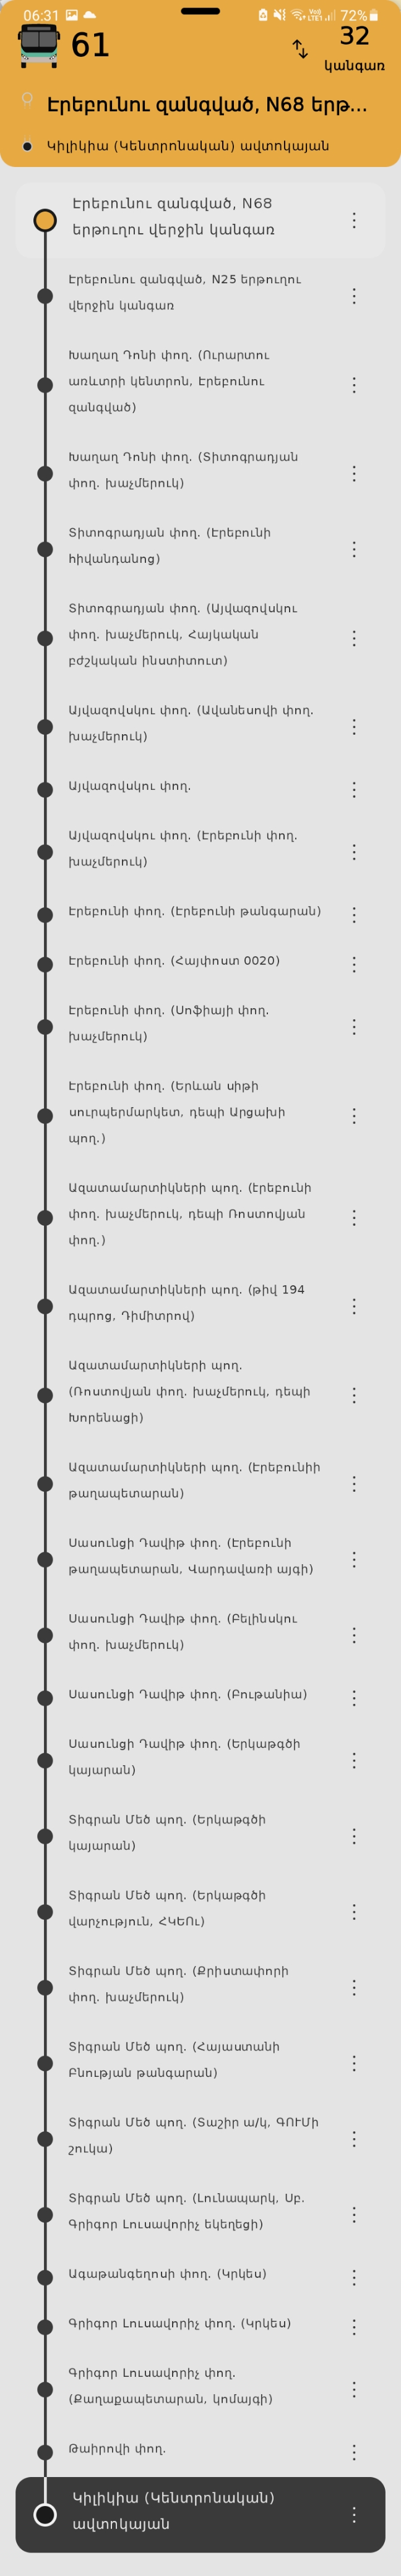 06:31
72%
61
32
կանգառ
Էրեբունու զանգված, N68 երթ...
Կիլիկիա (Կենտրոնական) ավտոկայան
Էրեբունու զանգված, N68
երթուղու վերջին կանգառ
Էրեբունու զանգված, N25 երթուղու
վերջին կանգառ
Խաղաղ Դոնի փող. (Ուրարտու
առևտրի կենտրոն, Էրեբունու
զանգված)
Խաղաղ Դոնի փող. (Տիտոգրադյան
փող. խաչմերուկ)
Տիտոգրադյան փող. (Էրեբունի
հիվանդանոց)
Տիտոգրադյան փող. (Այվազովսկու
փող. խաչմերուկ, Հայկական
բժշկական ինստիտուտ)
Այվազովսկու փող. (Ավանեսովի փող.
խաչմերուկ)
Այվազովսկու փող.
Այվազովսկու փող. (Էրեբունի փող.
խաչմերուկ)
Էրեբունի փող. (Էրեբունի թանգարան)
Էրեբունի փող. (Հայփոստ 0020)
Էրեբունի փող. (Սոֆիայի փող.
խաչմերուկ)
Էրեբունի փող. (Երևան սիթի
սուրպերմարկետ, դեպի Արցախի
պող.)
Ազատամարտիկների պող. (էրեբունի
փող. խաչմերուկ, դեպի Ռոստովյան
փող.)
Ազատամարտիկների պող. (թիվ 194
դպրոց, Դիմիտրով)
Ազատամարտիկների պող.
(Ռոստովյան փող. խաչմերուկ, դեպի
Խորենացի)
Ազատամարտիկների պող. (Էրեբունիի
թաղապետարան)
Սասունցի Դավիթ փող. (Էրեբունի
թաղապետարան, Վարդավառի այգի)
Սասունցի Դավիթ փող. (Բելինսկու
փող. խաչմերուկ)
Սասունցի Դավիթ փող. (Բութանիա)
Սասունցի Դավիթ փող. (Երկաթգծի
կայարան)
Տիգրան Մեծ պող. (Երկաթգծի
կայարան)
Տիգրան Մեծ պող. (Երկաթգծի
վարչություն, ՀԿԵՈւ)
Տիգրան Մեծ պող. (Քրիստափորի
փող. խաչմերուկ)
Տիգրան Մեծ պող. (Հայաստանի
Բնության թանգարան)
Տիգրան Մեծ պող. (Տաշիր ա/կ, ԳՈՒՄի
շուկա)
Տիգրան Մեծ պող. (Լունապարկ, Սբ.
Գրիգոր Լուսավորիչ եկեղեցի)
Ագաթանգեղոսի փող. (Կրկես)
Գրիգոր Լուսավորիչ փող. (Կրկես)
Գրիգոր Լուսավորիչ փող.
(Քաղաքապետարան, կոմայգի)
Թաիրովի փող.
Կիլիկիա (Կենտրոնական)
ավտոկայան